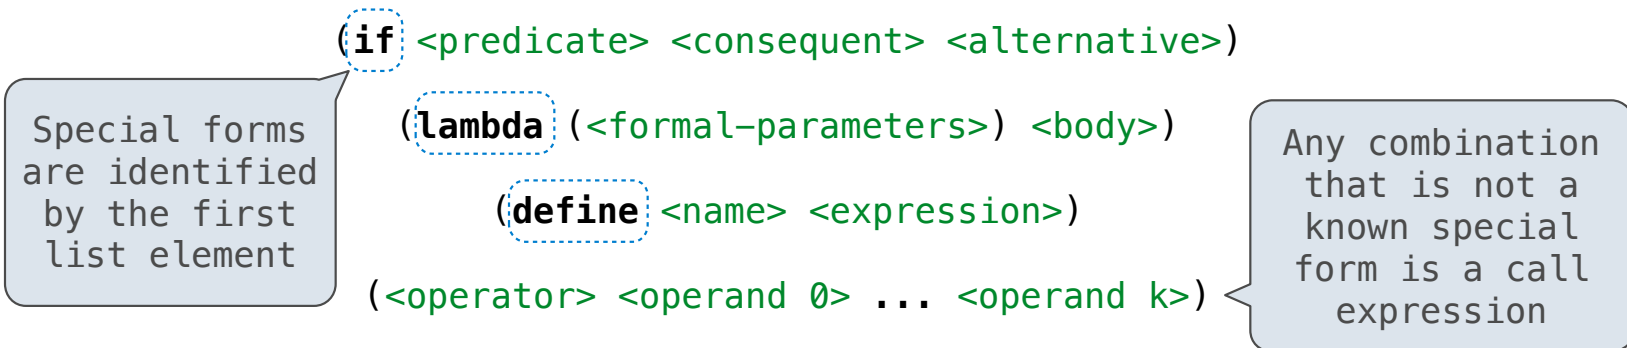 (if <predicate> <consequent> <alternative>)
Special forms
are identified
by the first
list element
(lambda (<formal-parameters>) <body>)
(define <name> <expression>)
(<operator> <operand 0> ... <operand k>)
Any combination
that is not a
known special
form is a call
expression